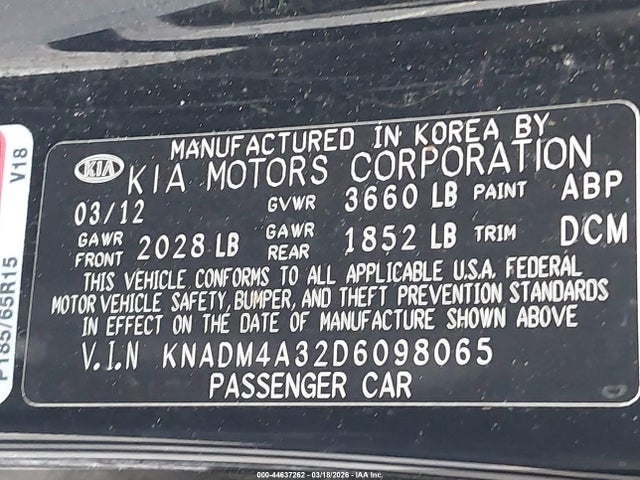 MANUFACTURED IN KOREA BY
KIA KIA MOTORS CORPORATION
03/12 GVWR 3660 LB PAINT ABP
GAWR FRONT 2028 LB GAWR REAR 1852 LB TRIM DCM
THIS VEHICLE CONFORMS TO ALL APPLICABLE U.S.A. FEDERAL
MOTOR VEHICLE SAFETY, BUMPER, AND THEFT PREVENTION STANDARDS
IN EFFECT ON THE DATE OF MANUFACTURE SHOWN ABOVE
V.I.N KNADM4A32D6098065
PASSENGER CAR
V18
P185/65R15
000-44637262 - 03/18/2026 - IAA Inc.